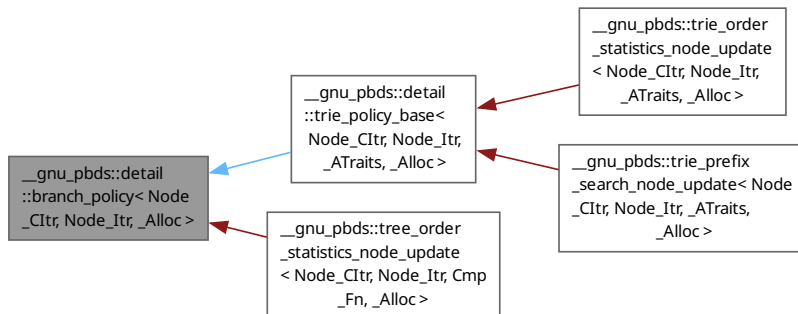 __gnu_pbds::trie_order
_statistics_node_update
< Node_CItr, Node_Itr,
_ATraits, _Alloc >
__gnu_pbds::detail
::trie_policy_base<
Node_CItr, Node_Itr,
_ATraits, _Alloc >
__gnu_pbds::trie_prefix
_search_node_update< Node
_CItr, Node_Itr, _ATraits,
_Alloc >
__gnu_pbds::detail
::branch_policy< Node
_CItr, Node_Itr, _Alloc >
__gnu_pbds::tree_order
_statistics_node_update
< Node_CItr, Node_Itr, Cmp
_Fn, _Alloc >